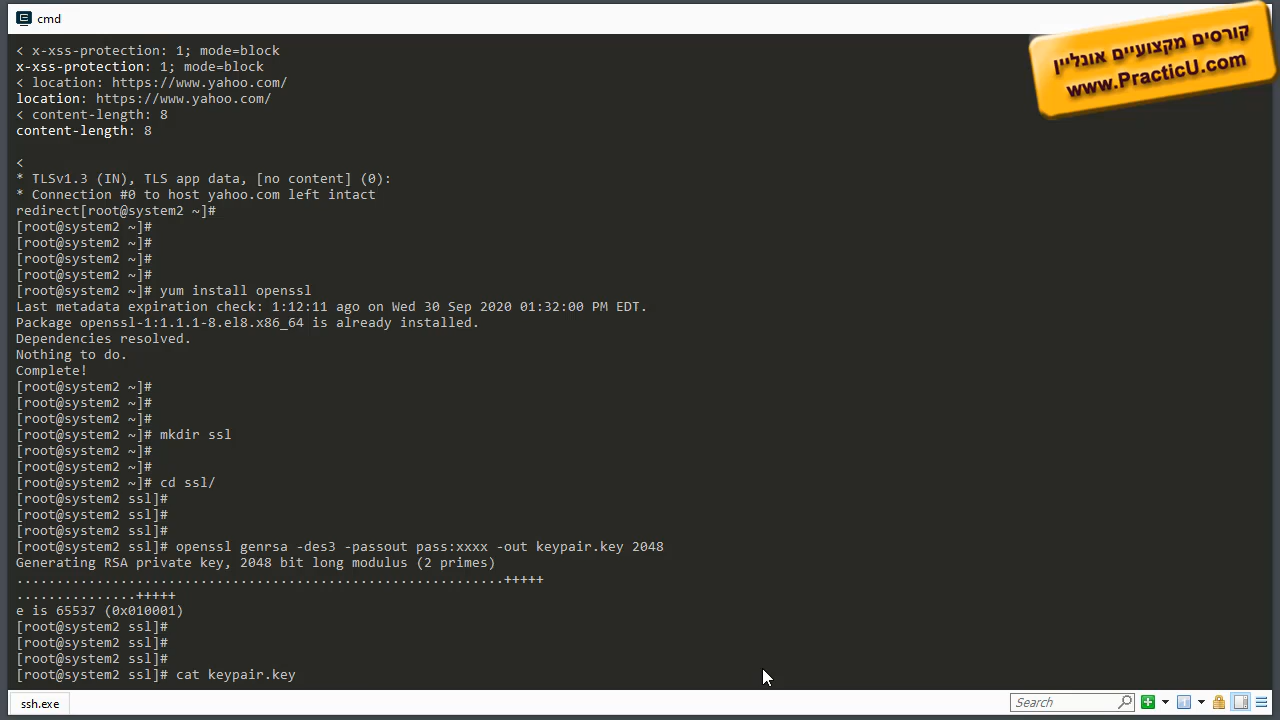 cmd
קורסים מקצועיים אונליין
www.PracticU.com
< x-xss-protection: 1; mode=block
x-xss-protection: 1; mode=block
< location: https://www.yahoo.com/
location: https://www.yahoo.com/
< content-length: 8
content-length: 8
<
* TLSv1.3 (IN), TLS app data, [no content] (0):
* Connection #0 to host yahoo.com left intact
redirect[root@system2 ~]#
[root@system2 ~]#
[root@system2 ~]#
[root@system2 ~]#
[root@system2 ~]#
[root@system2 ~]# yum install openssl
Last metadata expiration check: 1:12:11 ago on Wed 30 Sep 2020 01:32:00 PM EDT.
Package openssl-1:1.1.1-8.el8.x86_64 is already installed.
Dependencies resolved.
Nothing to do.
Complete!
[root@system2 ~]#
[root@system2 ~]#
[root@system2 ~]#
[root@system2 ~]# mkdir ssl
[root@system2 ~]#
[root@system2 ~]#
[root@system2 ~]# cd ssl/
[root@system2 ssl]#
[root@system2 ssl]#
[root@system2 ssl]#
[root@system2 ssl]# openssl genrsa -des3 -passout pass:xxxx -out keypair.key 2048
Generating RSA private key, 2048 bit long modulus (2 primes)
.............................................................+++++
...............+++++
e is 65537 (0x010001)
[root@system2 ssl]#
[root@system2 ssl]#
[root@system2 ssl]#
[root@system2 ssl]# cat keypair.key
ssh.exe
Search